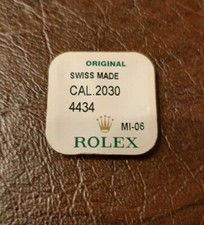 ORIGINAL
SWISS MADE
CAL.2030
4434
MI-06
ROLEX